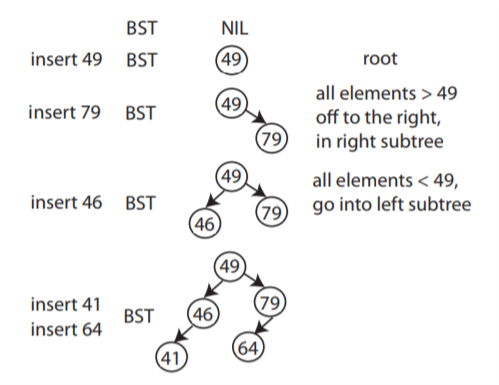 BST NIL
insert 49 BST 49 root
insert 79 BST 49 79 all elements > 49
off to the right,
in right subtree
insert 46 BST 49 46 79 all elements < 49,
go into left subtree
49
insert 41 BST 46 79
insert 64
41 64